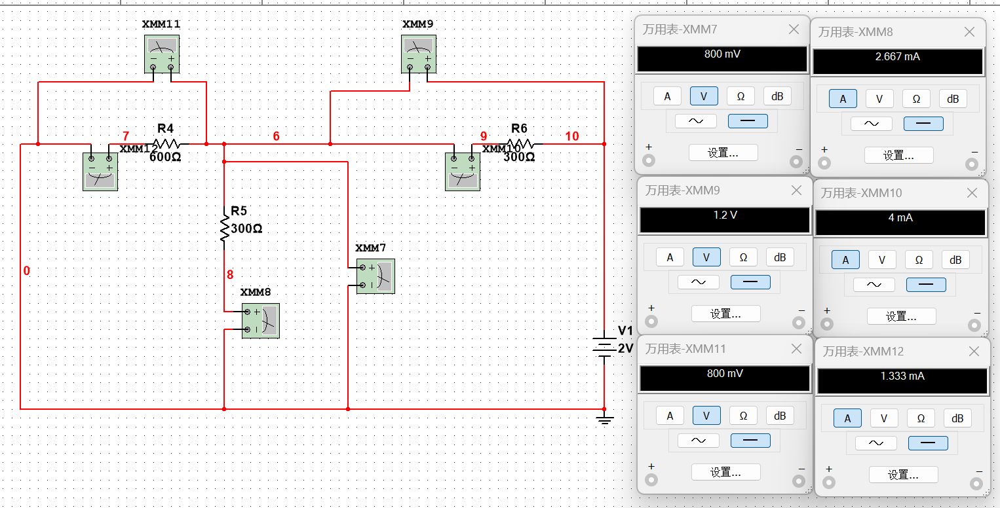 XMM11
XMM9
R4
7
XMM12
600Ω
6
9
R6
10
XMM10
300Ω
R5
300Ω
XMM7
0
8
XMM8
V1
2V
万用表-XMM7
800 mV
A V Ω dB
设置...
万用表-XMM8
2.667 mA
A V Ω dB
设置...
万用表-XMM9
1.2 V
A V Ω dB
设置...
万用表-XMM10
4 mA
A V Ω dB
设置...
万用表-XMM11
800 mV
A V Ω dB
设置...
万用表-XMM12
1.333 mA
A V Ω dB
设置...